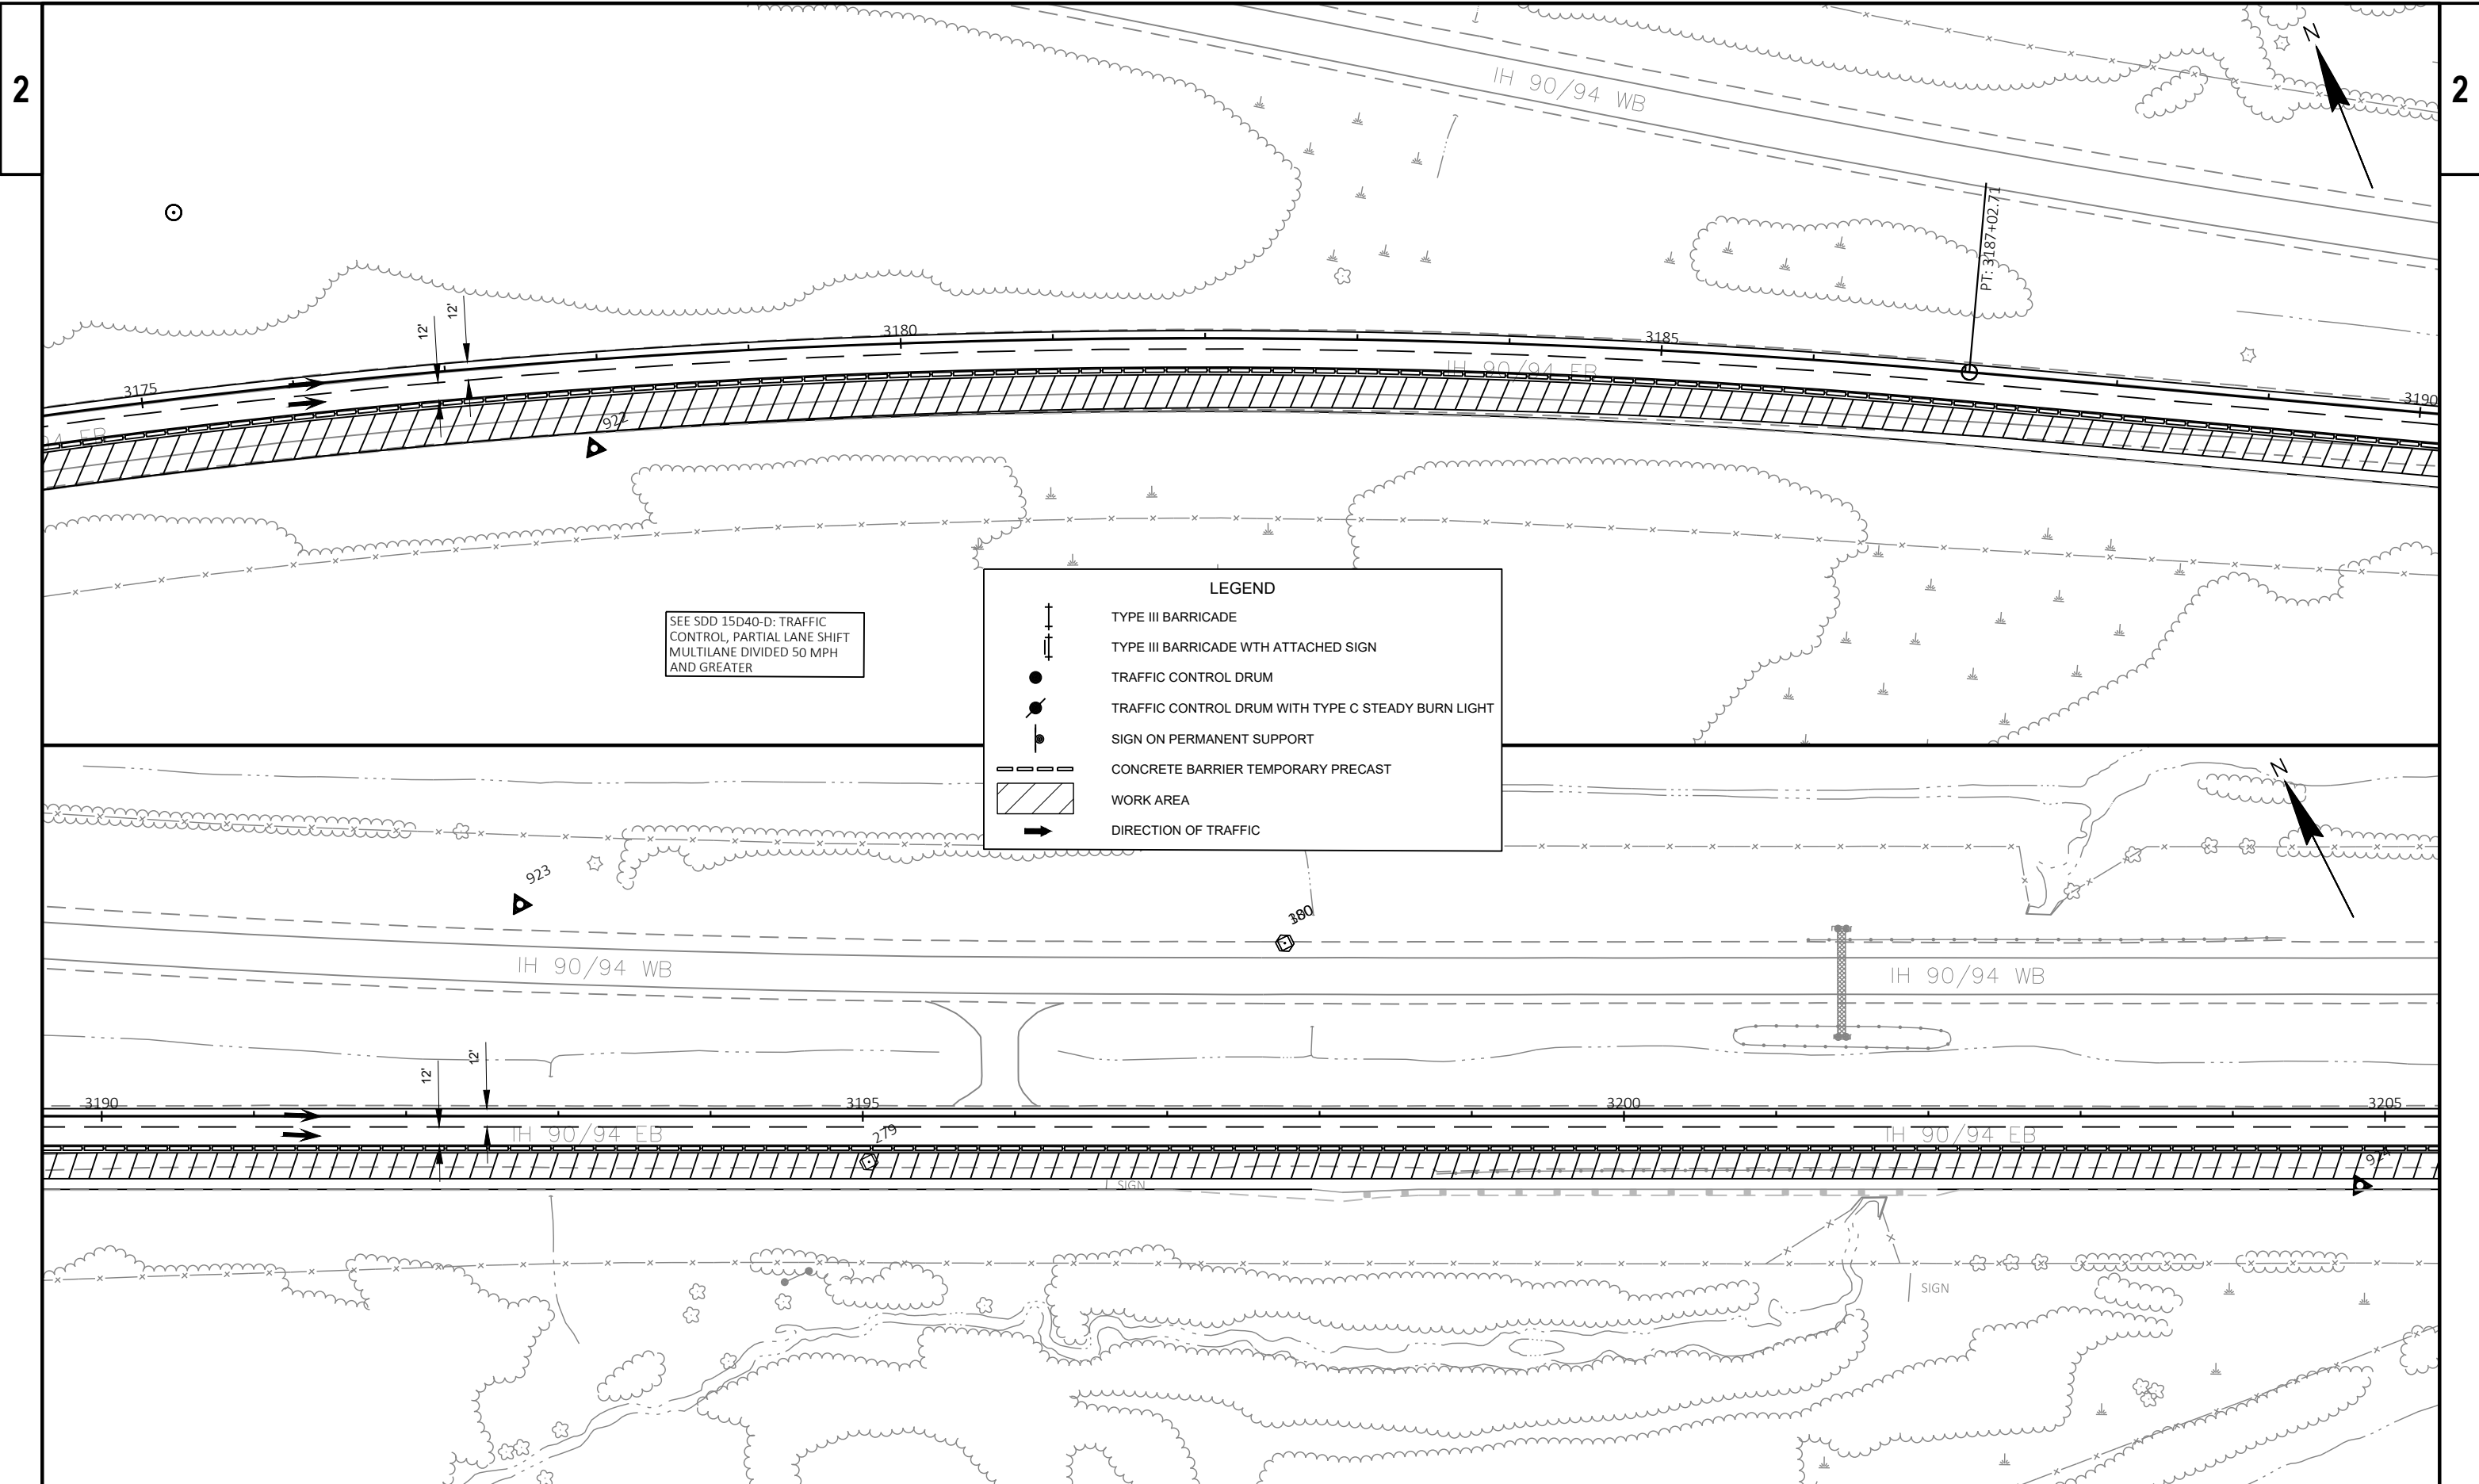 2
2
N
IH 90/94 WB
PT: 3187+02.71
12'
12'
3175
3180
3185
3190
IH 90/94 EB
94 EB
922
SEE SDD 15D40-D: TRAFFIC
CONTROL, PARTIAL LANE SHIFT
MULTILANE DIVIDED 50 MPH
AND GREATER
LEGEND
TYPE III BARRICADE
TYPE III BARRICADE WTH ATTACHED SIGN
TRAFFIC CONTROL DRUM
TRAFFIC CONTROL DRUM WITH TYPE C STEADY BURN LIGHT
SIGN ON PERMANENT SUPPORT
CONCRETE BARRIER TEMPORARY PRECAST
WORK AREA
DIRECTION OF TRAFFIC
N
923
IH 90/94 WB
IH 90/94 WB
12'
12'
3190
3195
3200
3205
IH 90/94 EB
279
IH 90/94 EB
924
SIGN
SIGN